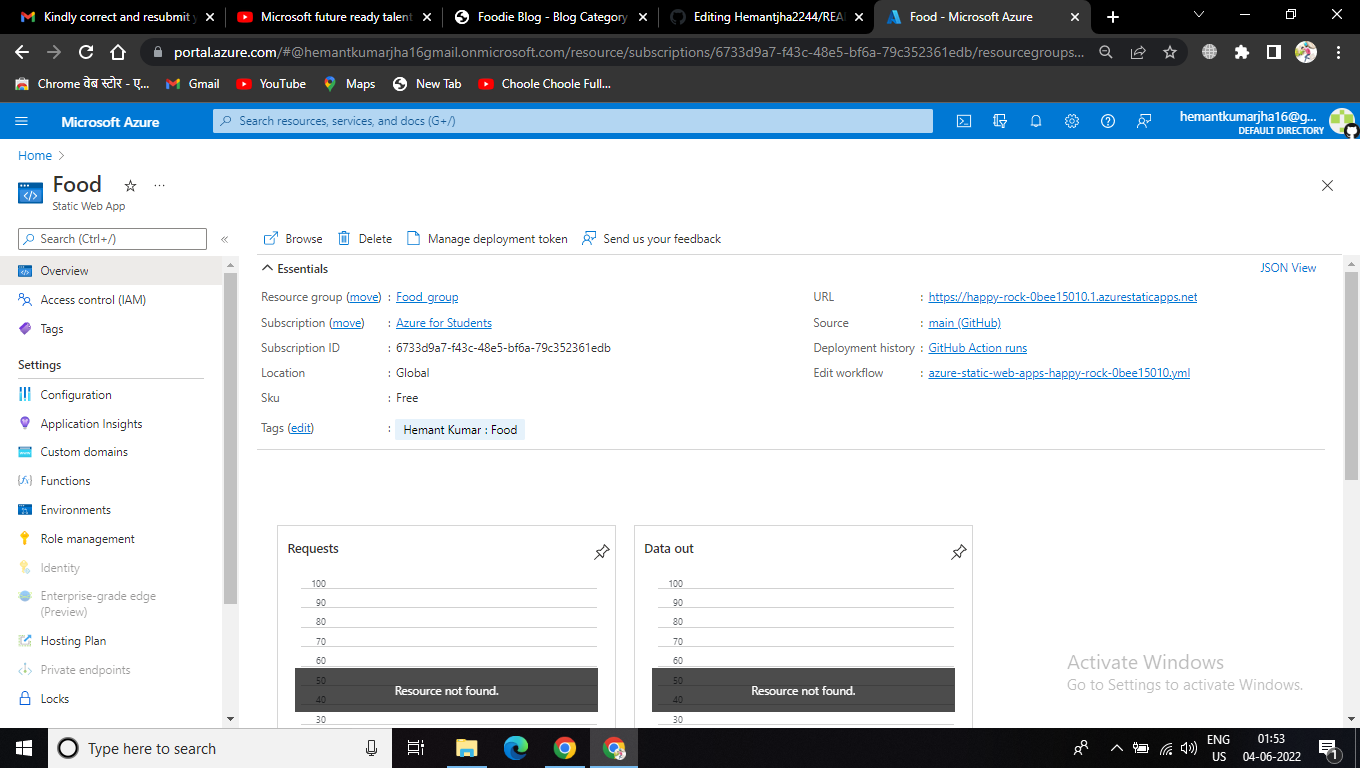 Kindly correct and resubmit y
Microsoft future ready talent
Foodie Blog - Blog Category
Editing Hemantjha2244/REA
Food - Microsoft Azure
portal.azure.com/#@hemantkumarjha16gmail.onmicrosoft.com/resource/subscriptions/6733d9a7-f43c-48e5-bf6a-79c352361edb/resourcegroups...
Chrome वेब स्टोर - ए...
Gmail
YouTube
Maps
New Tab
Choole Choole Full...
Microsoft Azure
Search resources, services, and docs (G+/)
hemantkumarjha16@g...
DEFAULT DIRECTORY
Home
Food
...
Static Web App
Search (Ctrl+/)
«
Overview
Access control (IAM)
Tags
Settings
Configuration
Application Insights
Custom domains
Functions
Environments
Role management
Identity
Enterprise-grade edge
(Preview)
Hosting Plan
Private endpoints
Locks
Browse
Delete
Manage deployment token
Send us your feedback
Essentials
JSON View
Resource group (move) : Food_group
Subscription (move) : Azure for Students
Subscription ID : 6733d9a7-f43c-48e5-bf6a-79c352361edb
Location : Global
Sku : Free
Tags (edit) : Hemant Kumar : Food
URL : https://happy-rock-0bee15010.1.azurestaticapps.net
Source : main (GitHub)
Deployment history : GitHub Action runs
Edit workflow : azure-static-web-apps-happy-rock-0bee15010.yml
Requests
100
90
80
70
60
50
Resource not found.
40
30
Data out
100
90
80
70
60
50
Resource not found.
40
30
Activate Windows
Go to Settings to activate Windows.
Type here to search
ENG
US
01:53
04-06-2022
1